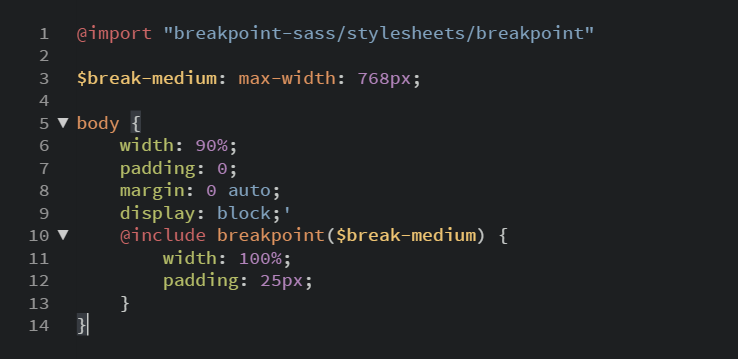 1 @import "breakpoint-sass/stylesheets/breakpoint"
2
3 $break-medium: max-width: 768px;
4
5 ▼ body {
6 width: 90%;
7 padding: 0;
8 margin: 0 auto;
9 display: block;'
10 ▼ @include breakpoint($break-medium) {
11 width: 100%;
12 padding: 25px;
13 }
14 }